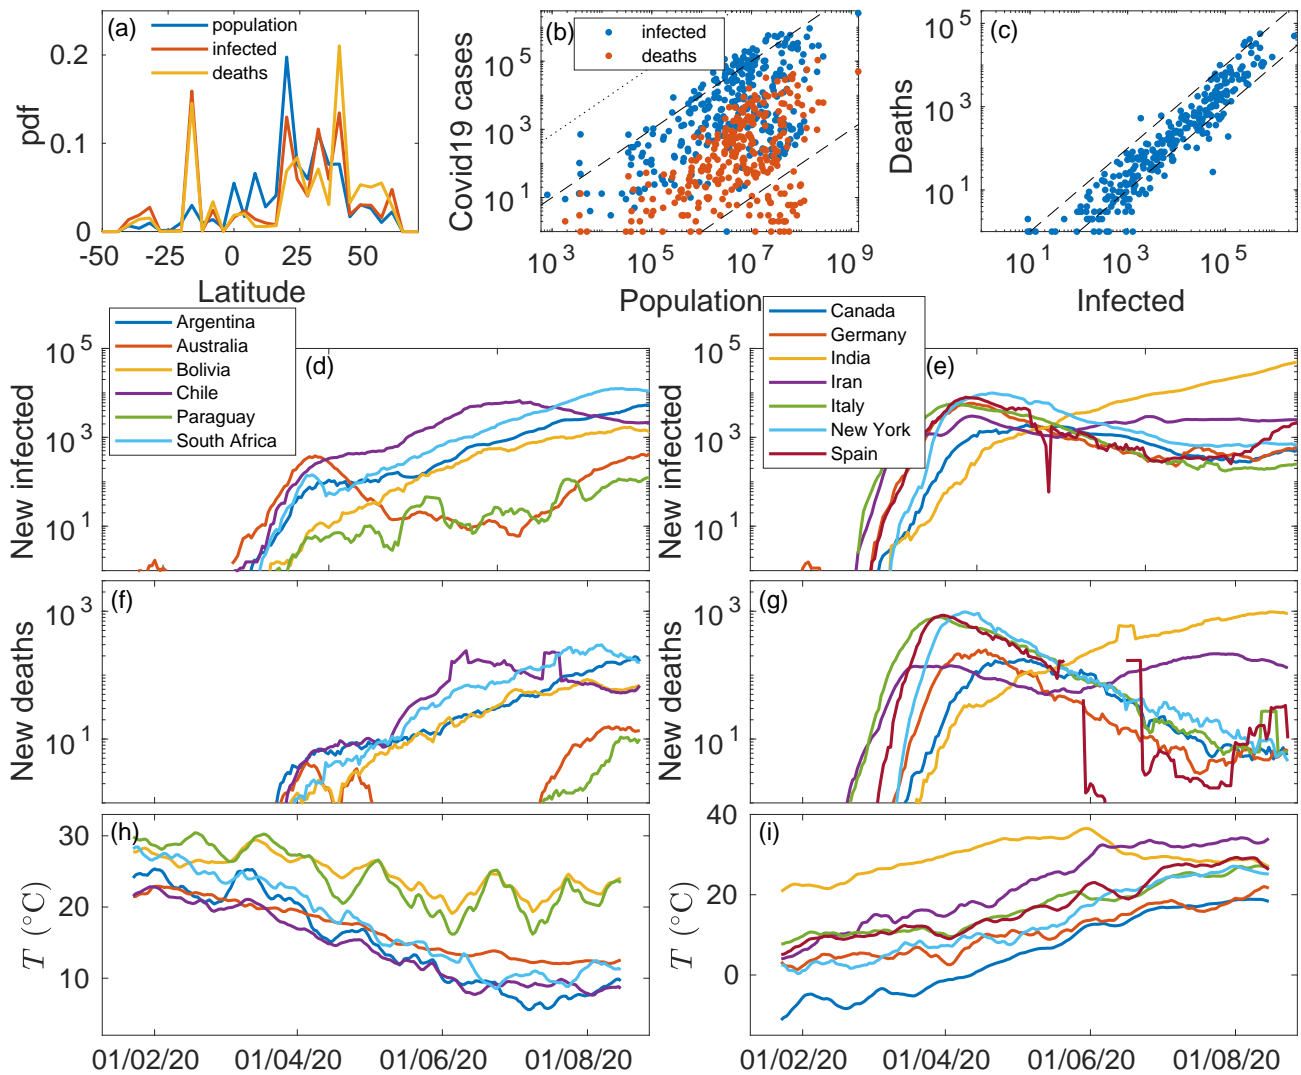 (a)
population
infected
deaths
0.2
0.1
0
pdf
-50
-25
0
25
50
Latitude
(b)
infected
deaths
10^5
10^3
10^1
Covid19 cases
10^3
10^5
10^7
10^9
Population
(c)
10^5
10^3
10^1
Deaths
10^1
10^3
10^5
Infected
Argentina
Australia
Bolivia
Chile
Paraguay
South Africa
(d)
10^5
10^3
10^1
New infected
Canada
Germany
India
Iran
Italy
New York
Spain
(e)
10^5
10^3
10^1
New infected
(f)
10^3
10^1
New deaths
(g)
10^3
10^1
New deaths
(h)
30
20
10
T (°C)
01/02/20
01/04/20
01/06/20
01/08/20
(i)
40
20
0
T (°C)
01/02/20
01/04/20
01/06/20
01/08/20